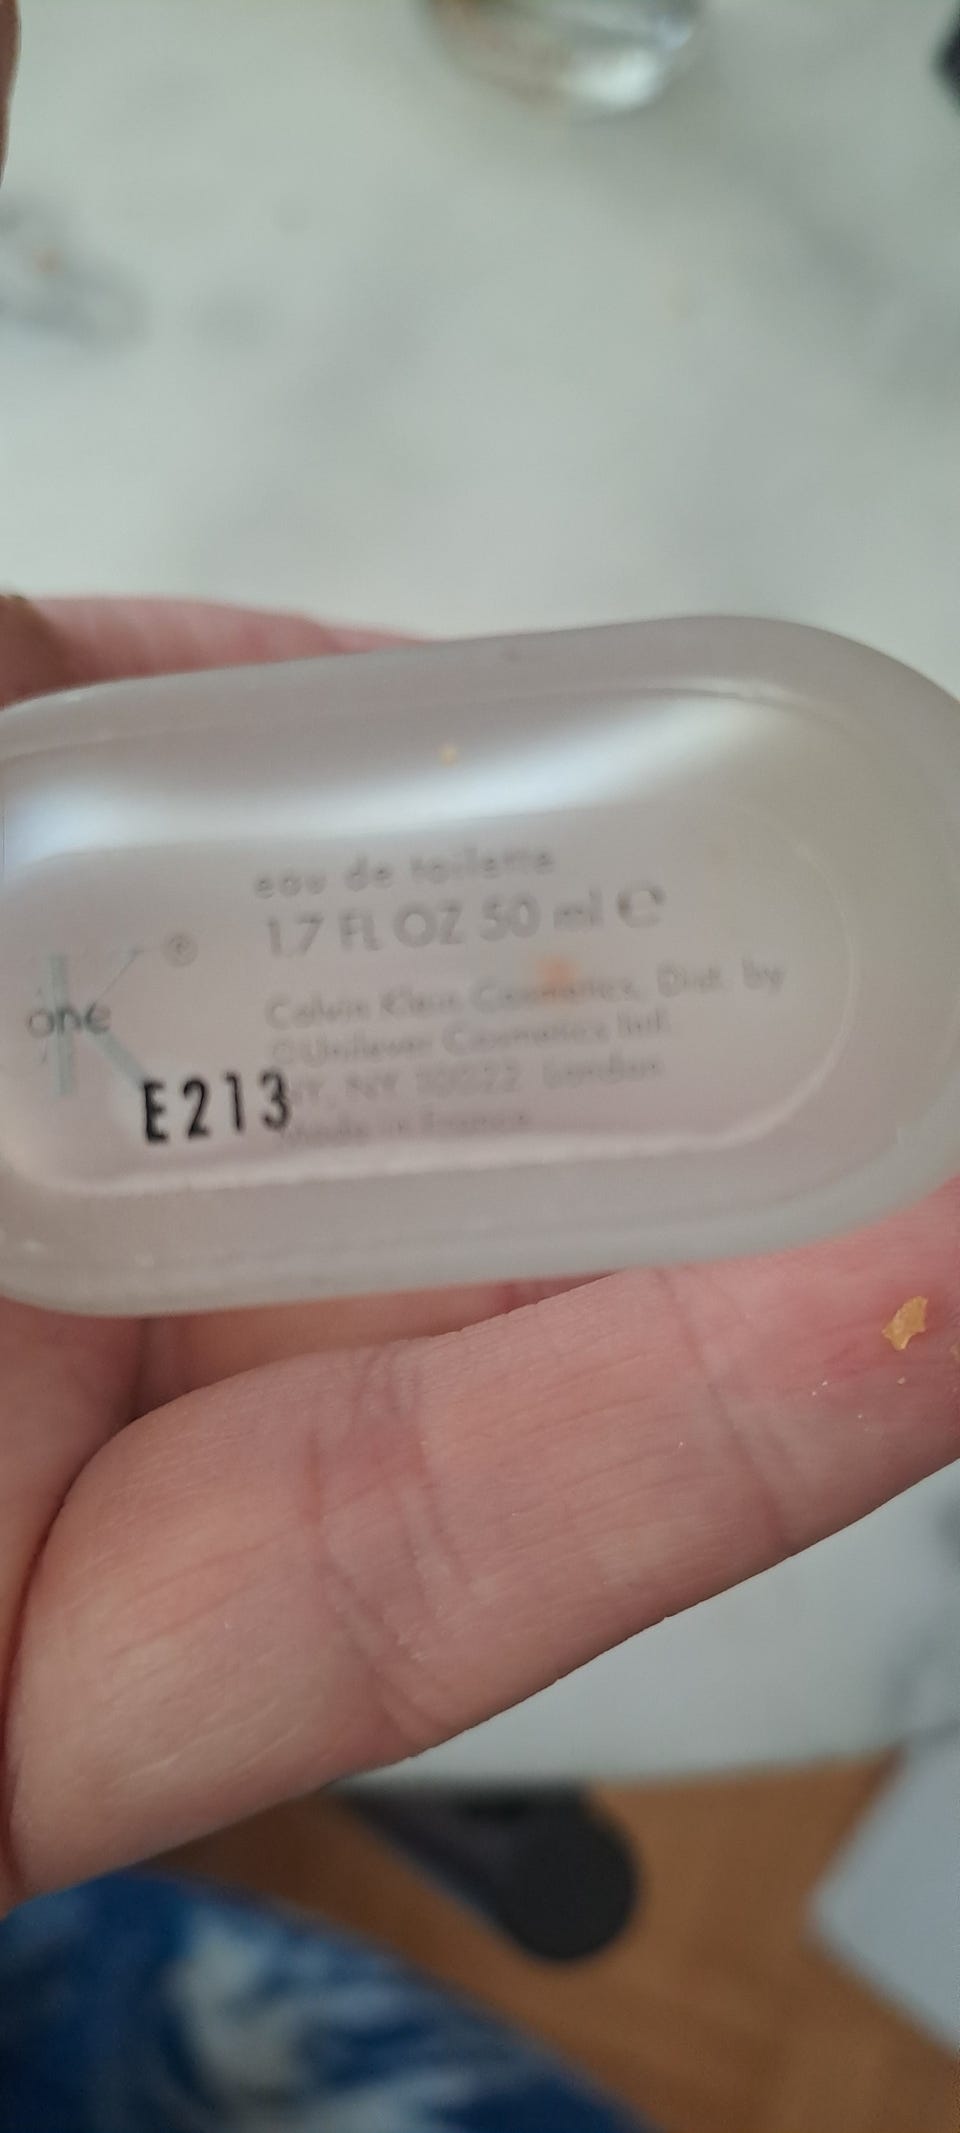 eau de toilette
1.7 FL OZ 50 ml e
K®
one
Calvin Klein Cosmetics, Dist. by
©Unilever Cosmetics Intl.
NY, NY 10022 London
Made in France
E213